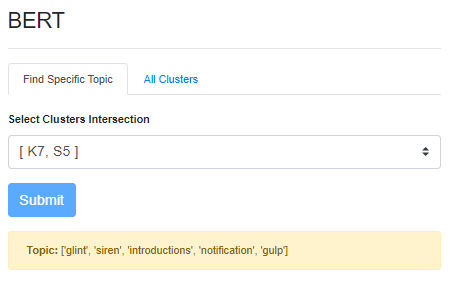 BERT
Find Specific Topic All Clusters
Select Clusters Intersection
[ K7, S5 ]
Submit
Topic: ['glint', 'siren', 'introductions', 'notification', 'gulp']